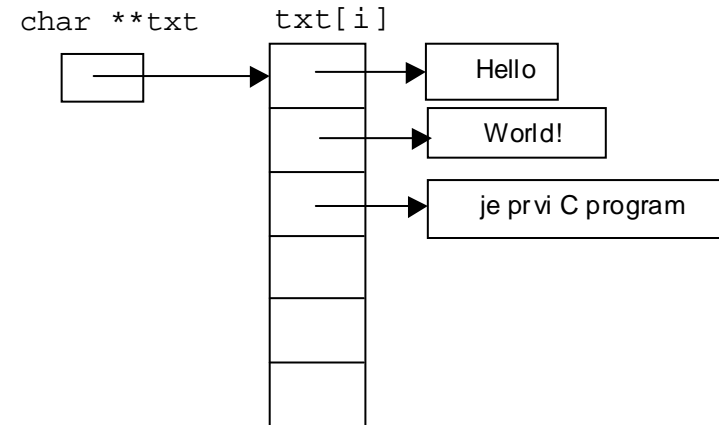 char **txt
txt[i]
Hello
World!
je prvi C program